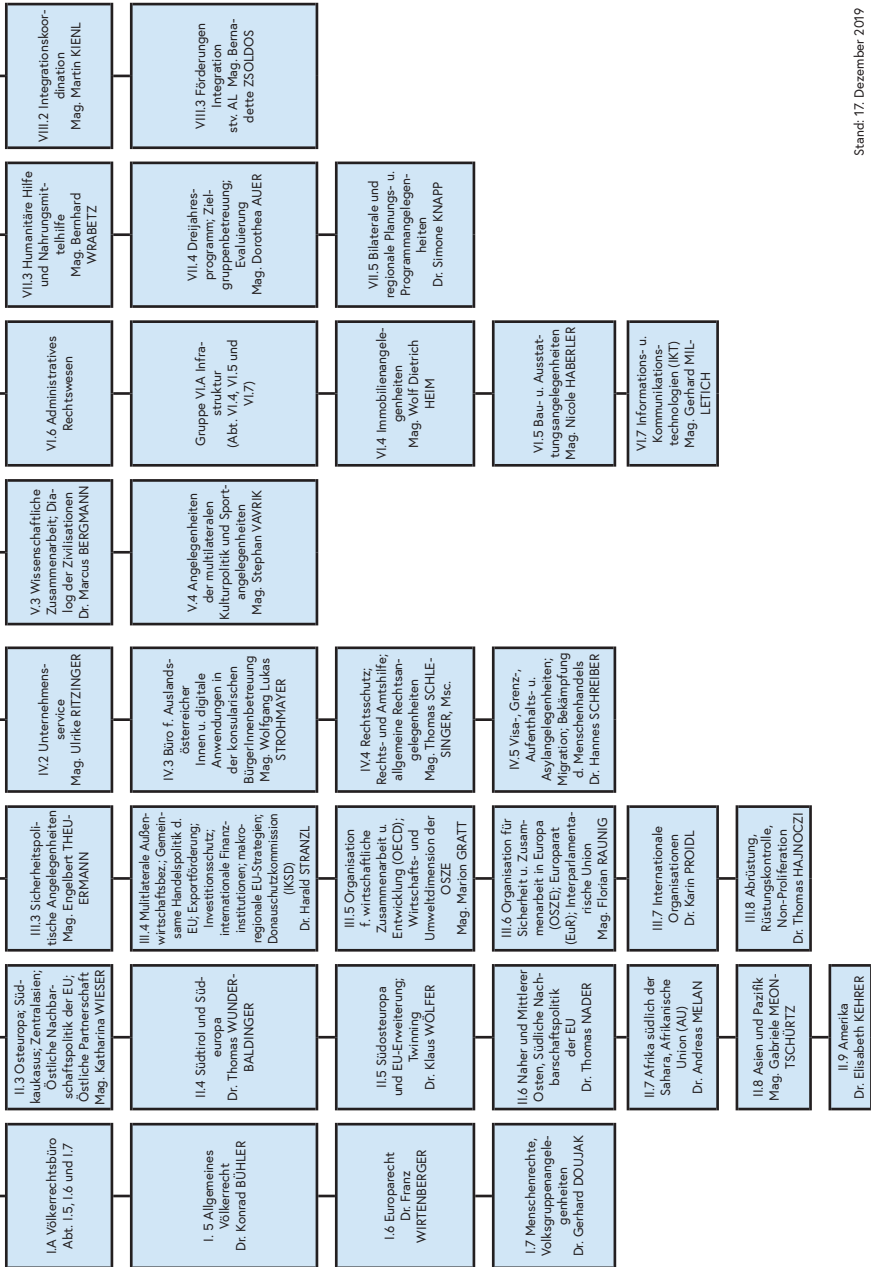 I.A Völkerrechtsbüro
Abt. I.5, I.6 und I.7
I. 5 Allgemeines
Völkerrecht
Dr. Konrad BÜHLER
I.6 Europarecht
Dr. Franz
WIRTENBERGER
I.7 Menschenrechte,
Volksgruppenangele-
genheiten
Dr. Gerhard DOUJAK
II.3 Osteuropa; Süd-
kaukasus; Zentralasien;
Östliche Nachbar-
schaftspolitik der EU;
Östliche Partnerschaft
Mag. Katharina WIESER
II.4 Südtirol und Süd-
europa
Dr. Thomas WUNDER-
BALDINGER
II.5 Südosteuropa
und EU-Erweiterung;
Twinning
Dr. Klaus WÖLFER
II.6 Naher und Mittlerer
Osten, Südliche Nach-
barschaftspolitik
der EU
Dr. Thomas NADER
II.7 Afrika südlich der
Sahara, Afrikanische
Union (AU)
Dr. Andreas MELAN
II.8 Asien und Pazifik
Mag. Gabriele MEON-
TSCHÜRTZ
II.9 Amerika
Dr. Elisabeth KEHRER
III.3 Sicherheitspoli-
tische Angelegenheiten
Mag. Engelbert THEU-
ERMANN
III.4 Mulitlaterale Außen-
wirtschaftsbez.; Gemein-
same Handelspolitik d.
EU; Exportförderung;
Investitionsschutz;
internationale Finanz-
institutionen; makro-
regionale EU-Strategien;
Donauschutzkommission
(IKSD)
Dr. Harald STRANZL
III.5 Organisation
f. wirtschaftliche
Zusammenarbeit u.
Entwicklung (OECD);
Wirtschafts- und
Umweltdimension der
OSZE
Mag. Marion GRATT
III.6 Organisation für
Sicherheit u. Zusam-
menarbeit in Europa
(OSZE); Europarat
(EuR); Interparlamenta-
rische Union
Mag. Florian RAUNIG
III.7 Internationale
Organisationen
Dr. Karin PROIDL
III.8 Abrüstung,
Rüstungskontrolle,
Non-Proliferation
Dr. Thomas HAJNOCZI
IV.2 Unternehmens-
service
Mag. Ulrike RITZINGER
IV.3 Büro f. Auslands-
österreicher
Innen u. digitale
Anwendungen in
der konsularischen
BürgerInnenbetreuung
Mag. Wolfgang Lukas
STROHMAYER
IV.4 Rechtsschutz;
Rechts- und Amtshilfe;
allgemeine Rechtsan-
gelegenheiten
Mag. Thomas SCHLE-
SINGER, Msc.
IV.5 Visa-, Grenz-,
Aufenthalts- u.
Asylangelegenheiten;
Migration; Bekämpfung
d. Menschenhandels
Dr. Hannes SCHREIBER
V.3 Wissenschaftliche
Zusammenarbeit; Dia-
log der Zivilisationen
Dr. Marcus BERGMANN
V.4 Angelegenheiten
der multilateralen
Kulturpolitik und Sport-
angelegenheiten
Mag. Stephan VAVRIK
VI.6 Administratives
Rechtswesen
Gruppe VI.A Infra-
struktur
(Abt. VI.4, VI.5 und
VI.7)
VI.4 Immobilienangele-
genheiten
Mag. Wolf Dietrich
HEIM
VI.5 Bau- u. Ausstat-
tungsangelegenheiten
Mag. Nicole HABERLER
VI.7 Informations- u.
Kommunikations-
technologien (IKT)
Mag. Gerhard MIL-
LETICH
VII.3 Humanitäre Hilfe
und Nahrungsmit-
telhilfe
Mag. Bernhard
WRABETZ
VII.4 Dreijahres-
programm; Ziel-
gruppenbetreuung;
Evaluierung
Mag. Dorothea AUER
VII.5 Bilaterale und
regionale Planungs- u.
Programmangelegen-
heiten
Dr. Simone KNAPP
VIII.2 Integrationskoor-
dination
Mag. Martin KIENL
VIII.3 Förderungen
Integration
stv. AL Mag. Berna-
dette ZSOLDOS
Stand: 17. Dezember 2019